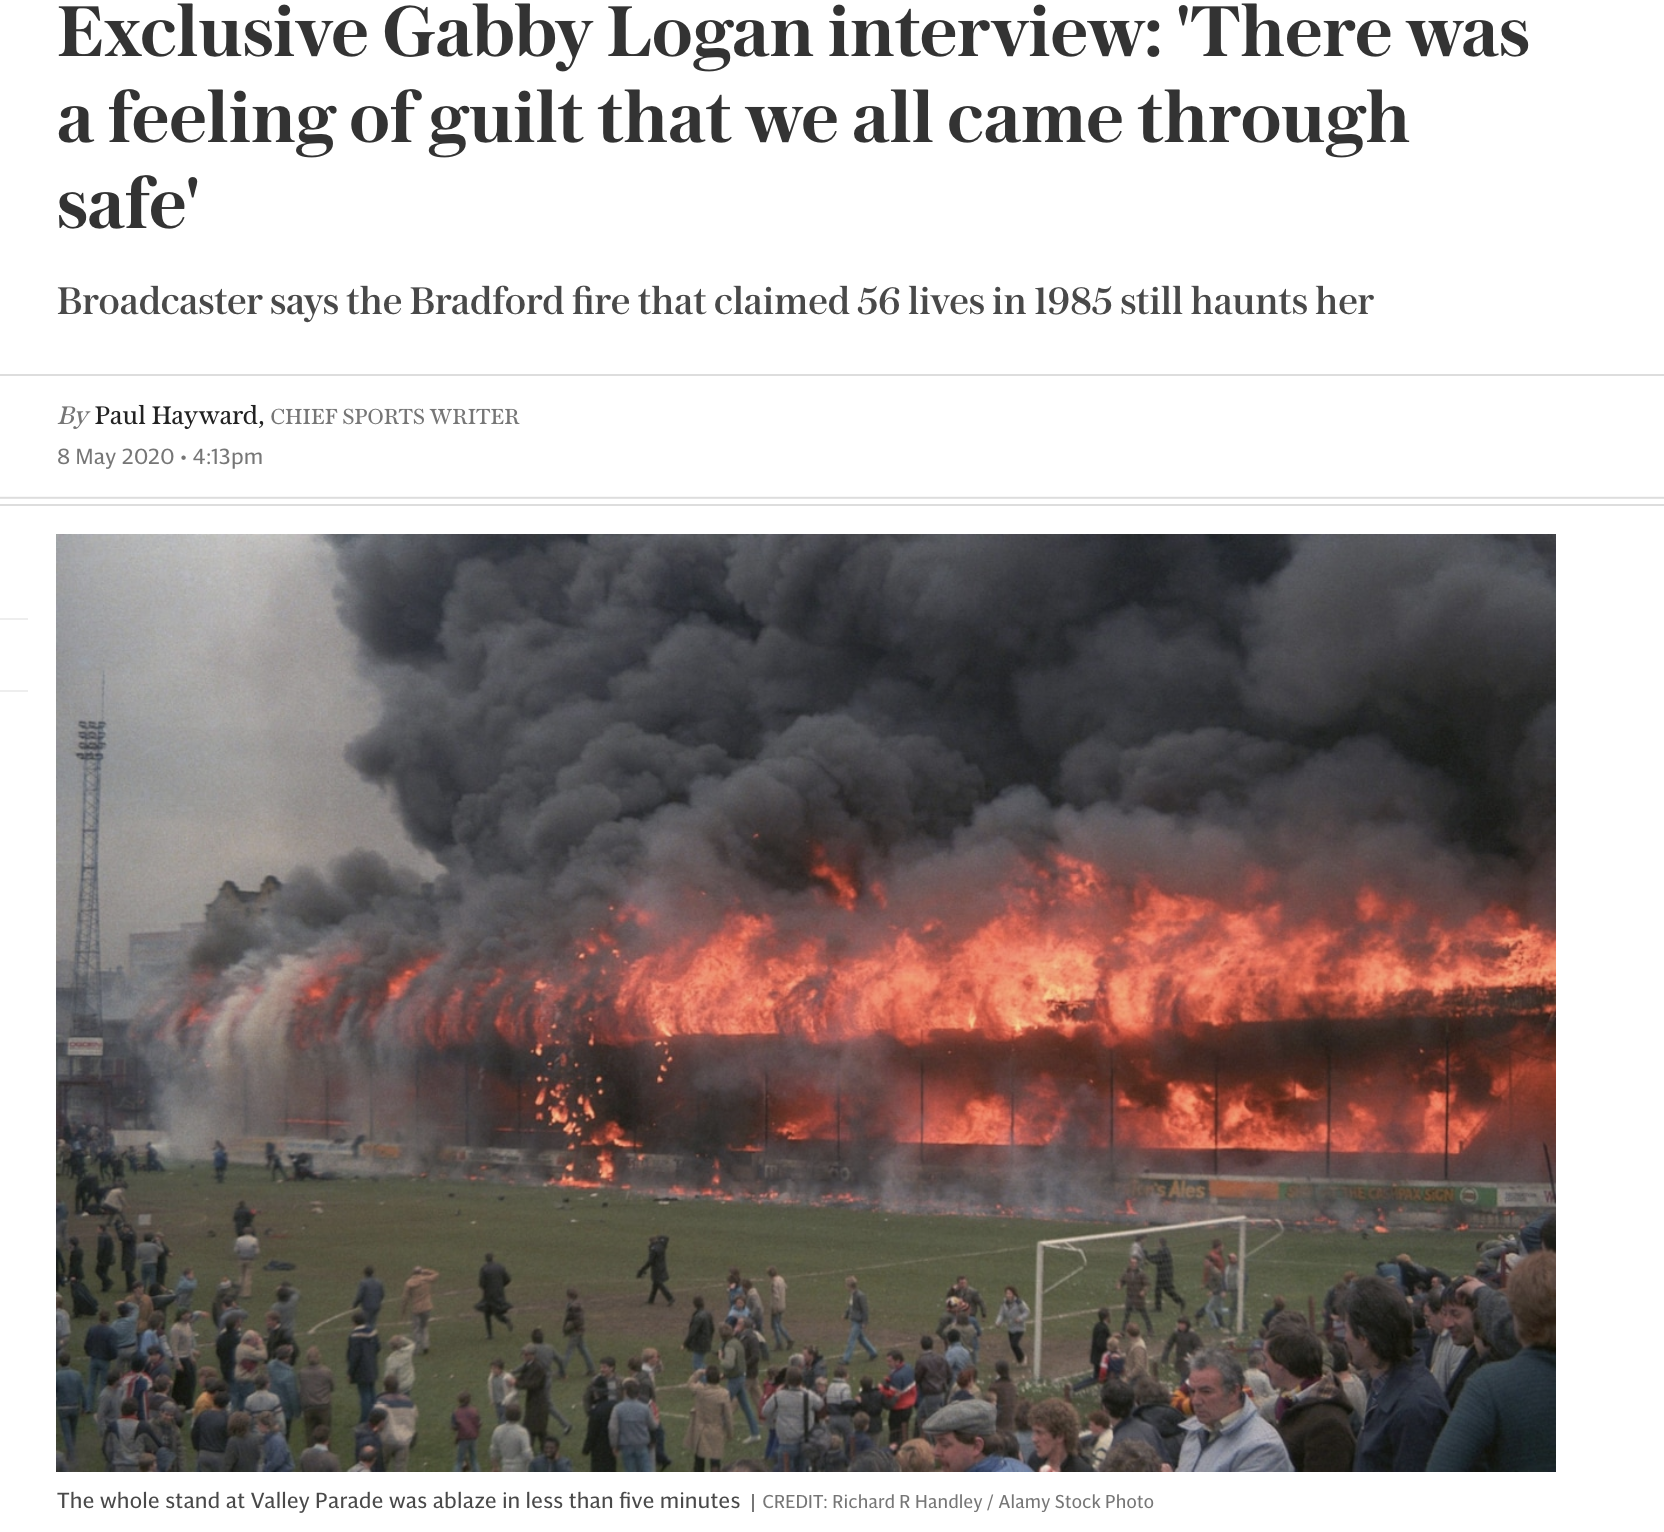 Exclusive Gabby Logan interview: 'There was
a feeling of guilt that we all came through
safe'
Broadcaster says the Bradford fire that claimed 56 lives in 1985 still haunts her
By Paul Hayward, CHIEF SPORTS WRITER
8 May 2020 • 4:13pm
's Ales
The whole stand at Valley Parade was ablaze in less than five minutes | CREDIT: Richard R Handley / Alamy Stock Photo